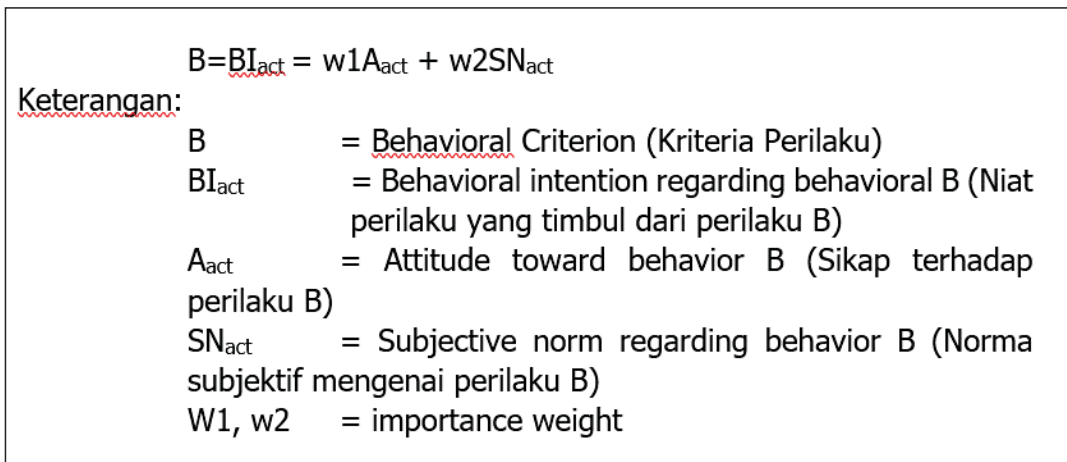 B=BIact = w1Aact + w2SNact
Keterangan:
B = Behavioral Criterion (Kriteria Perilaku)
BIact = Behavioral intention regarding behavioral B (Niat
perilaku yang timbul dari perilaku B)
Aact = Attitude toward behavior B (Sikap terhadap
perilaku B)
SNact = Subjective norm regarding behavior B (Norma
subjektif mengenai perilaku B)
W1, w2 = importance weight